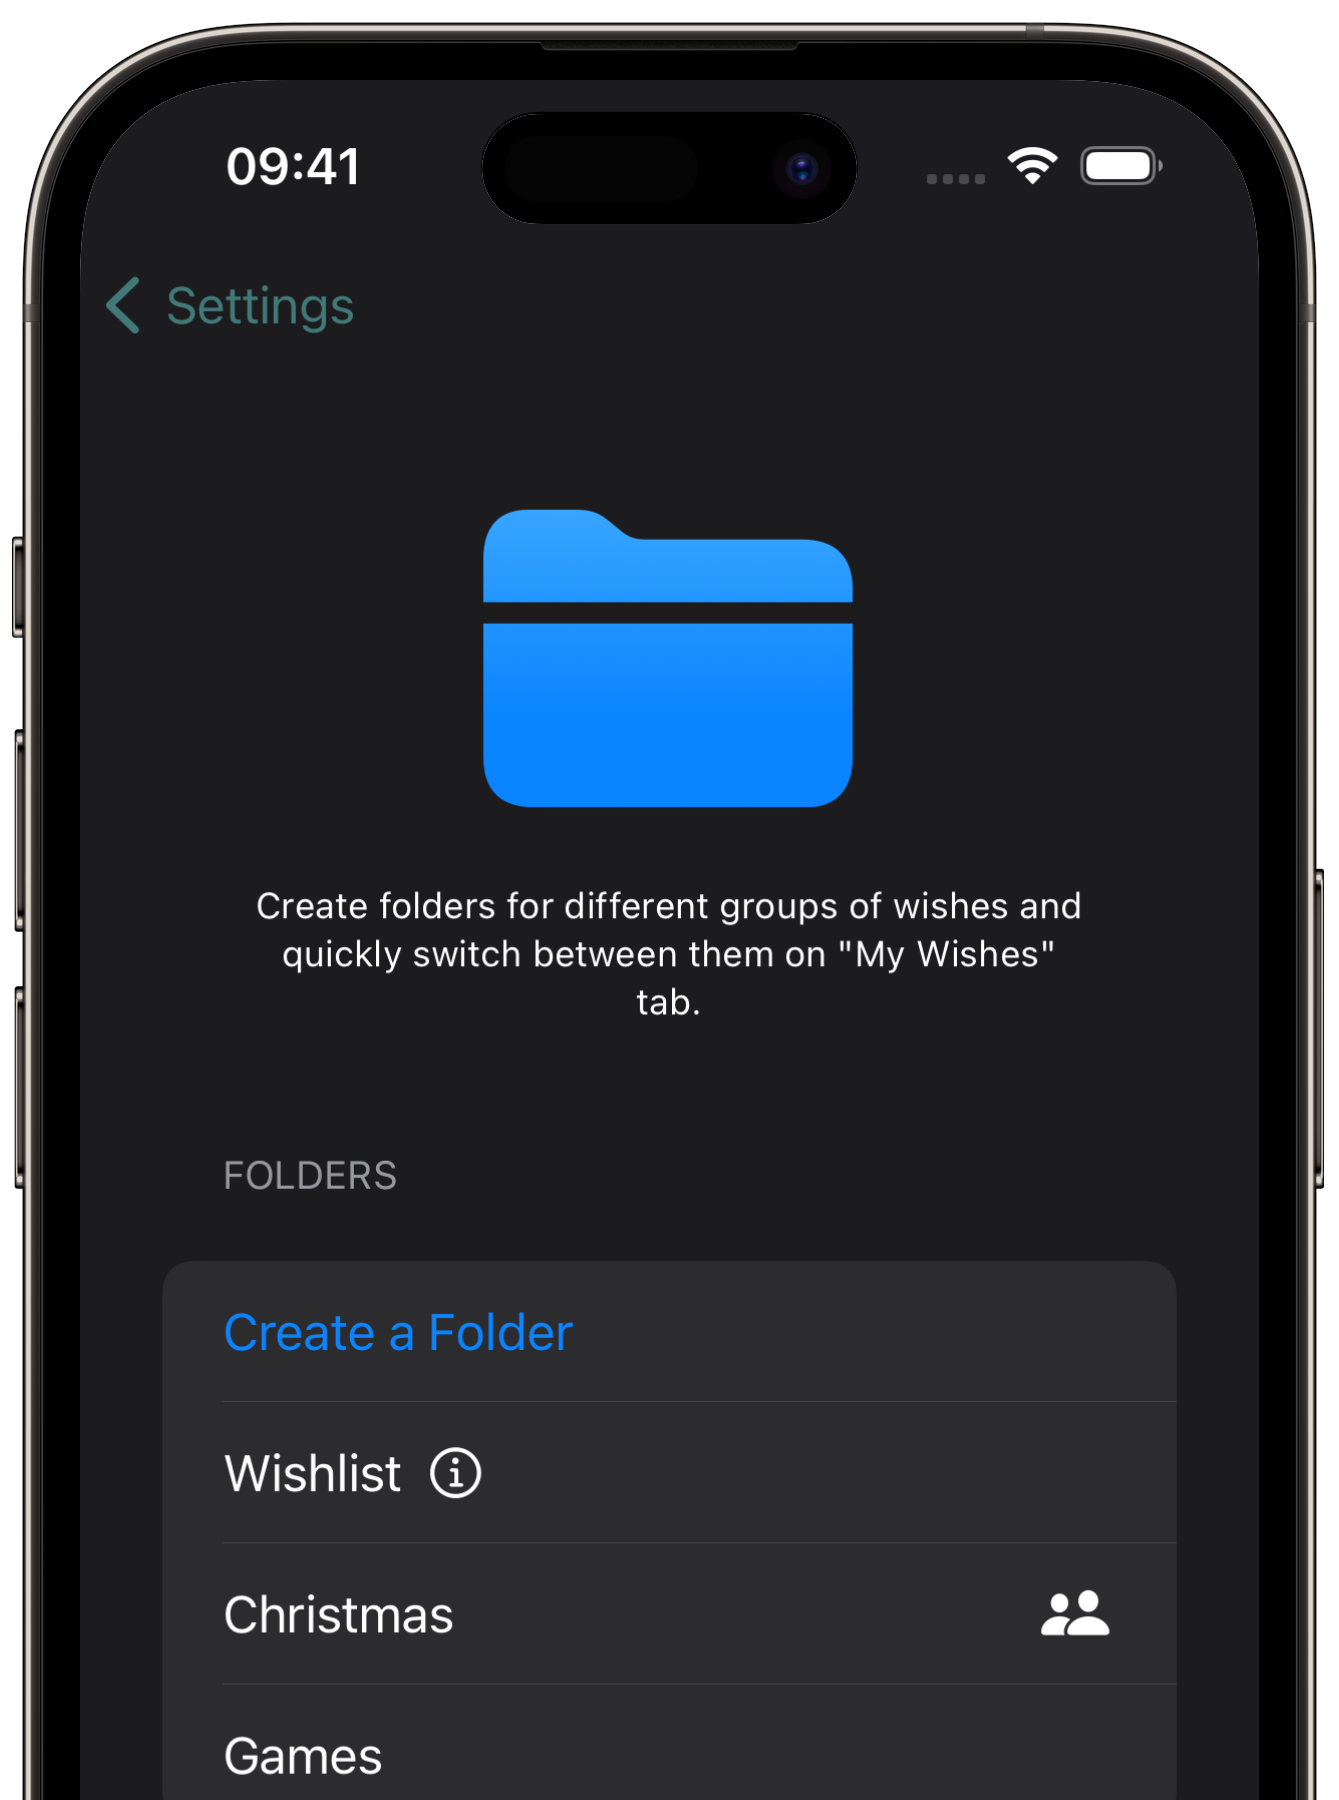 09:41
Settings
Create folders for different groups of wishes and
quickly switch between them on "My Wishes"
tab.
FOLDERS
Create a Folder
Wishlist
Christmas
Games